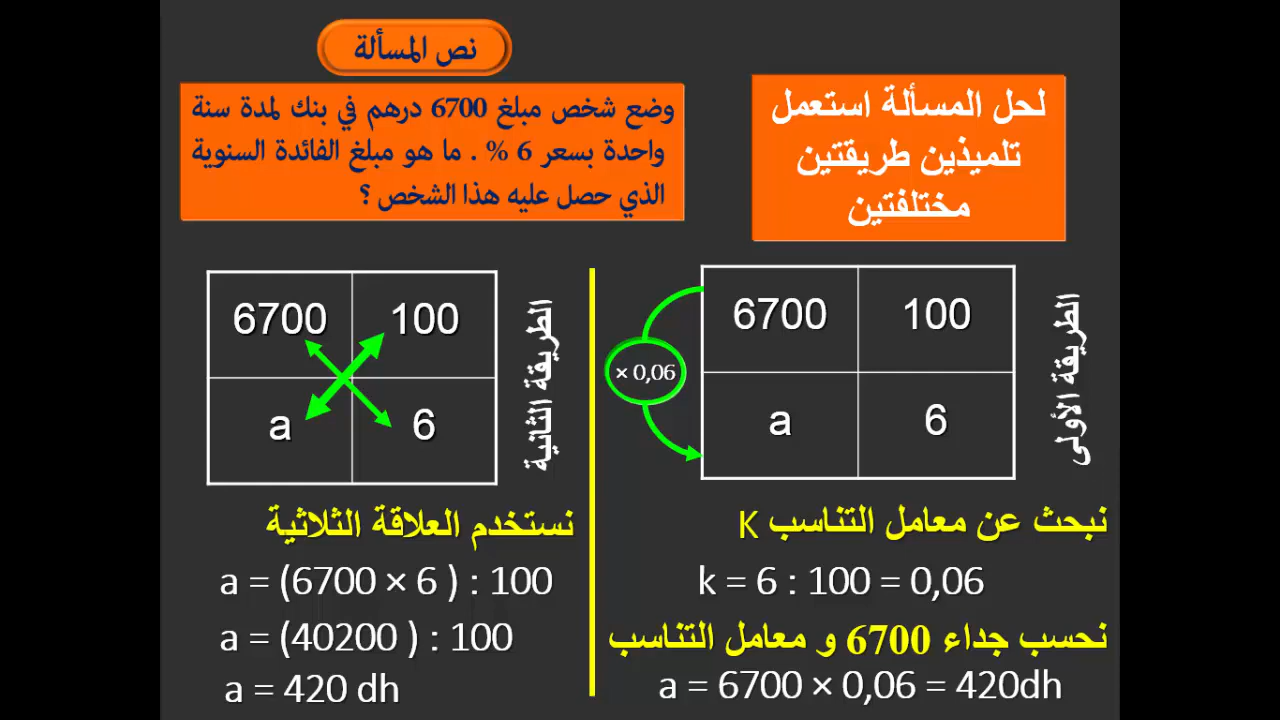 نص المسألة
وضع شخص مبلغ 6700 درهم في بنك لمدة سنة
واحدة بسعر 6 % . ما هو مبلغ الفائدة السنوية
الذي حصل عليه هذا الشخص ؟
لحل المسألة استعمل
تلميذين طريقتين
مختلفتين
الطريقة الأولى
6700 100
a 6
× 0,06
نبحث عن معامل التناسب K
k = 6 : 100 = 0,06
نحسب جداء 6700 و معامل التناسب
a = 6700 × 0,06 = 420dh
الطريقة الثانية
6700 100
a 6
نستخدم العلاقة الثلاثية
a = (6700 × 6 ) : 100
a = (40200 ) : 100
a = 420 dh